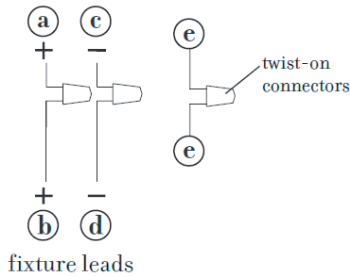 a c
+ −
e
twist-on
connectors
e
+ −
b d
fixture leads